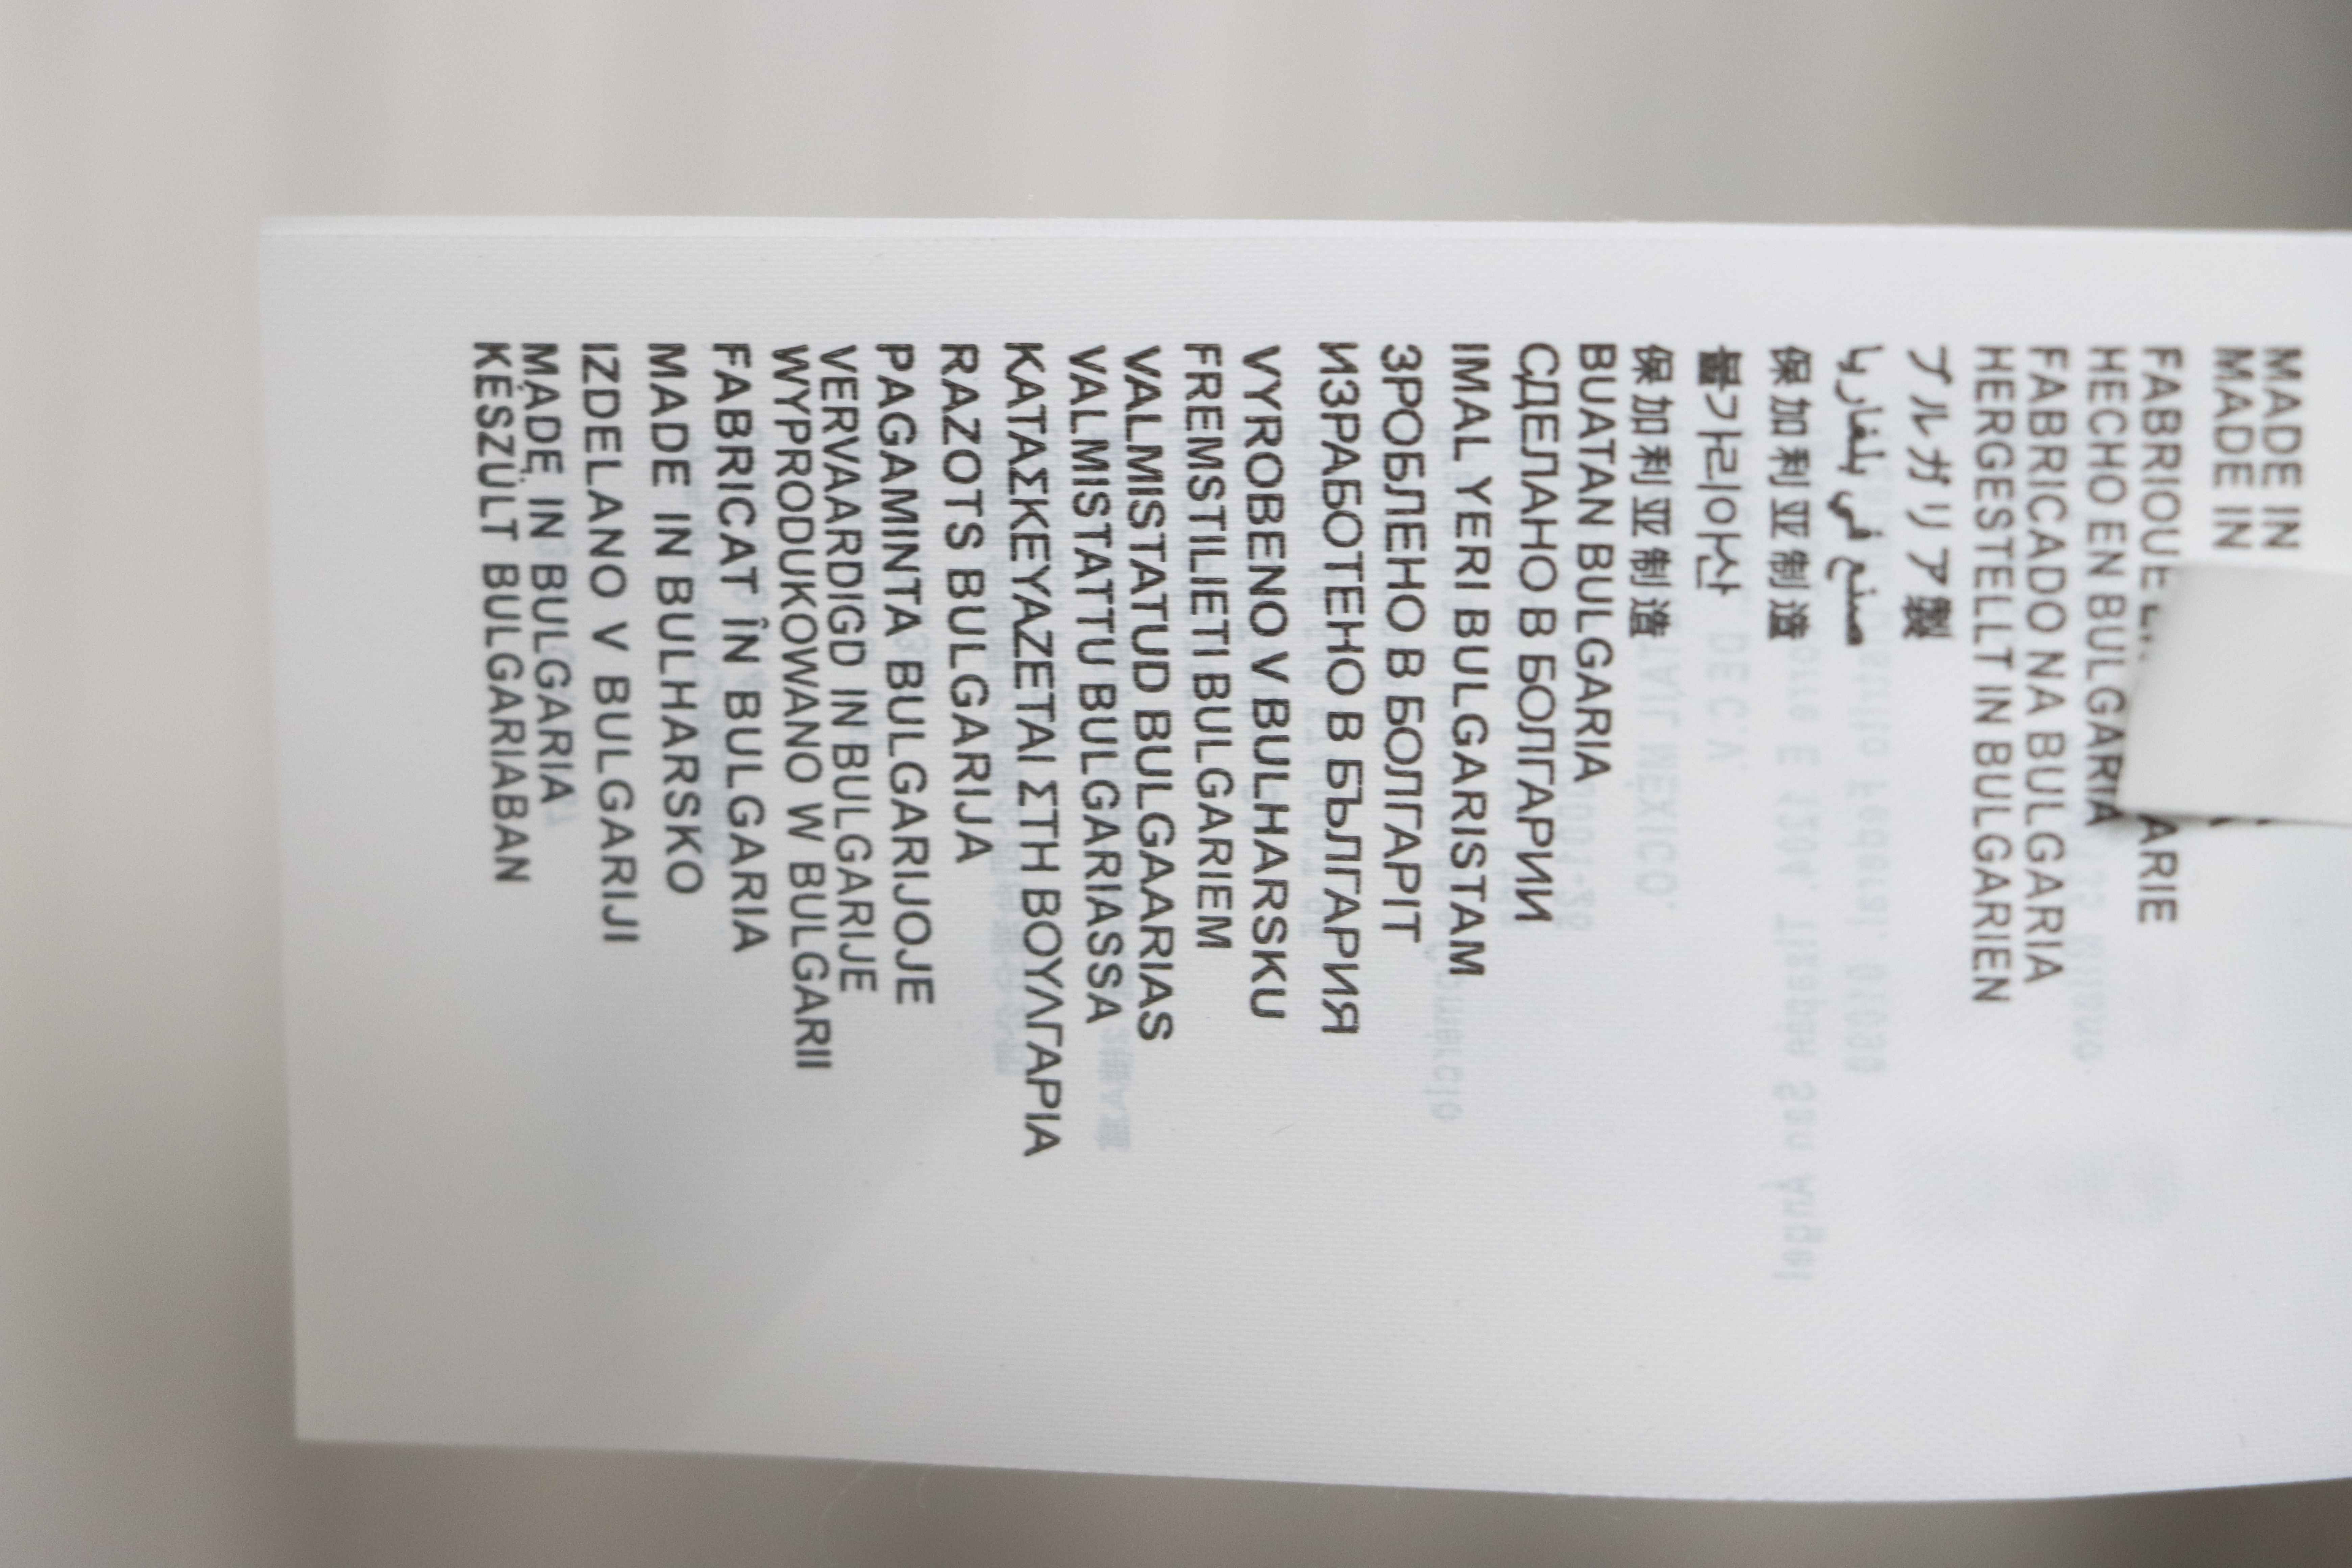 MADE IN
MADE IN
FABRIQUÉ
ARIE
HECHO EN BULGARIA
FABRICADO NA BULGARIA
HERGESTELLT IN BULGARIEN
ブルガリア製
صنع في بلغاريا
保加利亚制造
불가리아산
保加利亚制造
BUATAN BULGARIA
СДЕЛАНО В БОЛГАРИИ
IMAL YERI BULGARISTAM
ЗРОБЛЕНО В БОЛГАРІТ
ИЗРАБОТЕНО В БЪЛГАРИЯ
VYROBENO V BULHARSKU
FREMSTILIETI BULGARIEM
VALMISTATUD BULGAARIAS
VALMISTATTU BULGARIASSA
ΚΑΤΑΣΚΕΥΑΖΕΤΑΙ ΣΤΗ ΒΟΥΛΓΑΡΙΑ
RAZOTS BULGARIJA
PAGAMINTA BULGARIJOJE
VERVAARDIGD IN BULGARIJE
WYPRODUKOWANO W BULGARII
FABRICAT ÎN BULGARIA
MADE IN BULHARSKO
IZDELANO V BULGARIJI
MADE IN BULGARIA
KÉSZÜLT BULGARIABAN